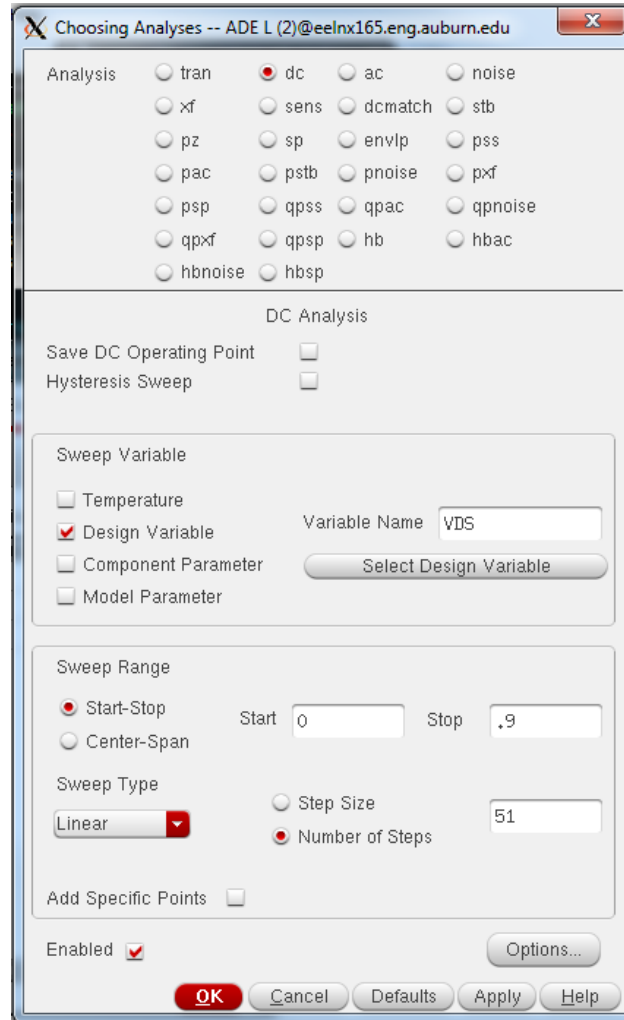 Choosing Analyses -- ADE L (2)@eelnx165.eng.auburn.edu
Analysis tran dc ac noise
xf sens dcmatch stb
pz sp envlp pss
pac pstb pnoise pxf
psp qpss qpac qpnoise
qpxf qpsp hb hbac
hbnoise hbsp
DC Analysis
Save DC Operating Point
Hysteresis Sweep
Sweep Variable
Temperature
Design Variable Variable Name VDS
Component Parameter Select Design Variable
Model Parameter
Sweep Range
Start-Stop Start 0 Stop .9
Center-Span
Sweep Type
Step Size
Linear 51
Number of Steps
Add Specific Points
Enabled Options...
OK Cancel Defaults Apply Help